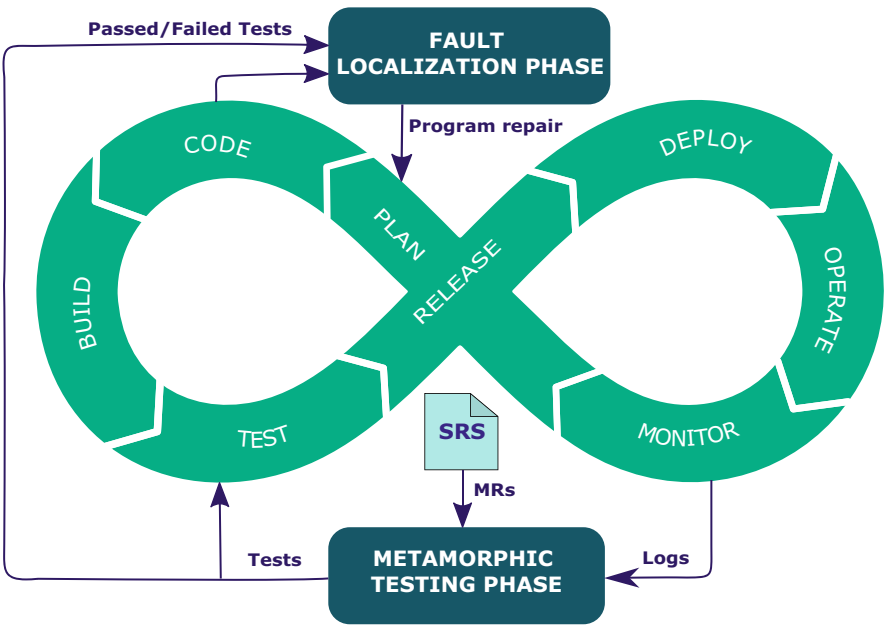 Passed/Failed Tests
FAULT
LOCALIZATION PHASE
Program repair
CODE
DEPLOY
PLAN
RELEASE
BUILD
OPERATE
TEST
SRS
MONITOR
MRs
Tests
METAMORPHIC
TESTING PHASE
Logs